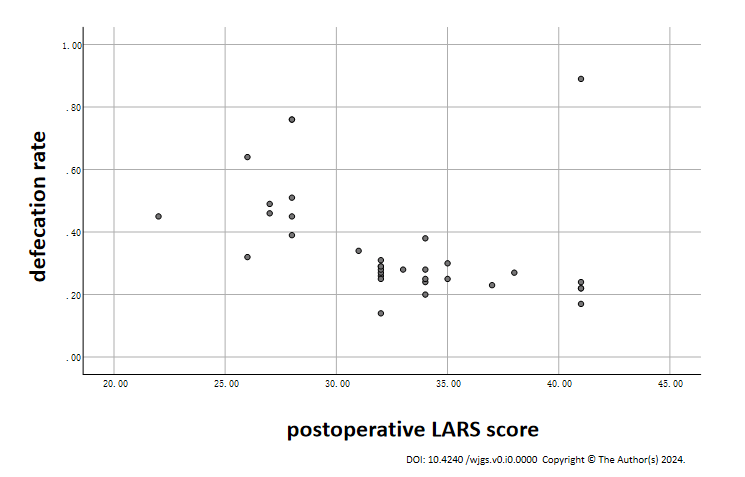 1.00
.80
.60
.40
.20
.00
defecation rate
20.00 25.00 30.00 35.00 40.00 45.00
postoperative LARS score
DOI: 10.4240 /wjgs.v0.i0.0000 Copyright © The Author(s) 2024.